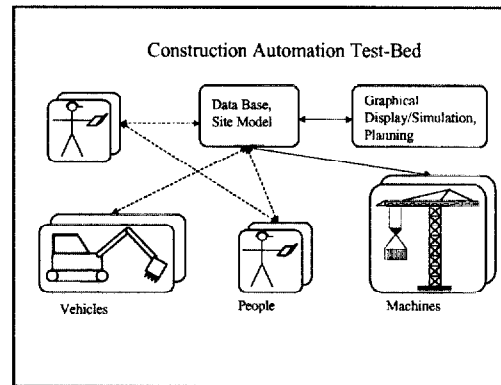 Construction Automation Test-Bed
Data Base,
Site Model
Graphical
Display/Simulation,
Planning
Vehicles
People
Machines